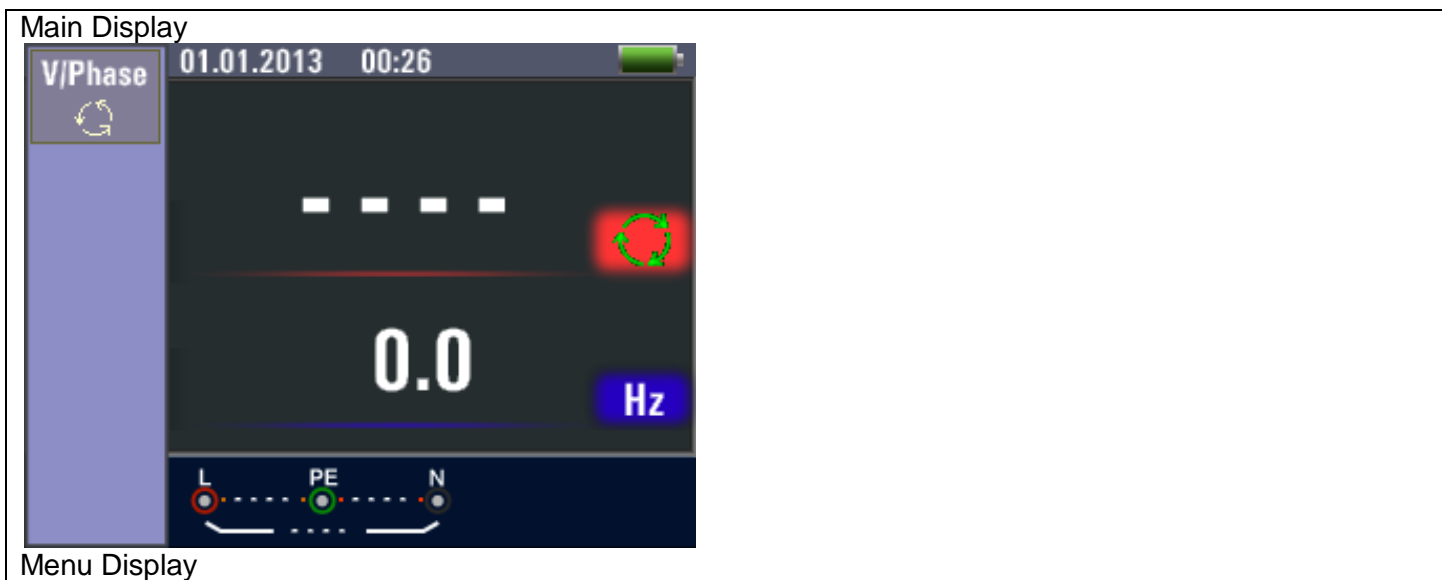 Main Display
V/Phase
01.01.2013 00:26
- - - -
0.0
Hz
L PE N
- - - -
Menu Display